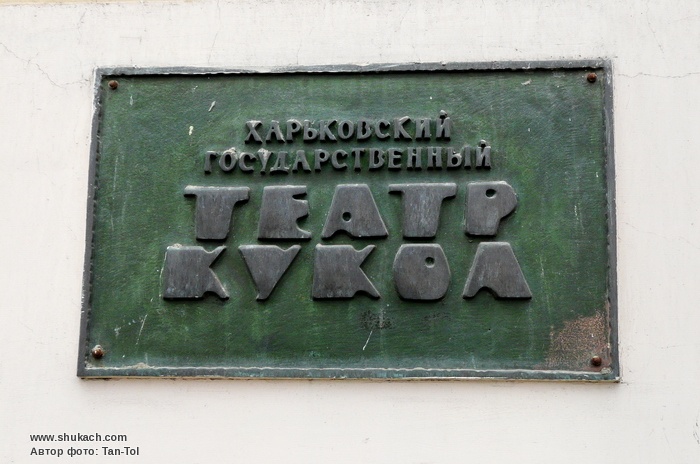 ХАРЬКОВСКИЙ
ГОСУДАРСТВЕННЫЙ
ТЕАТР
КУКОЛ
www.shukach.com
Автор фото: Tan-Tol